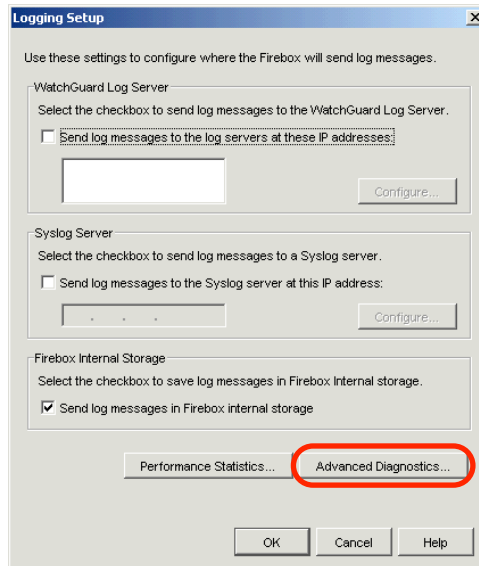 Logging Setup
Use these settings to configure where the Firebox will send log messages.
WatchGuard Log Server
Select the checkbox to send log messages to the WatchGuard Log Server.
Send log messages to the log servers at these IP addresses:
Configure...
Syslog Server
Select the checkbox to send log messages to a Syslog server.
Send log messages to the Syslog server at this IP address:
. . .
Configure...
Firebox Internal Storage
Select the checkbox to save log messages in Firebox Internal storage.
Send log messages in Firebox internal storage
Performance Statistics... Advanced Diagnostics...
OK Cancel Help